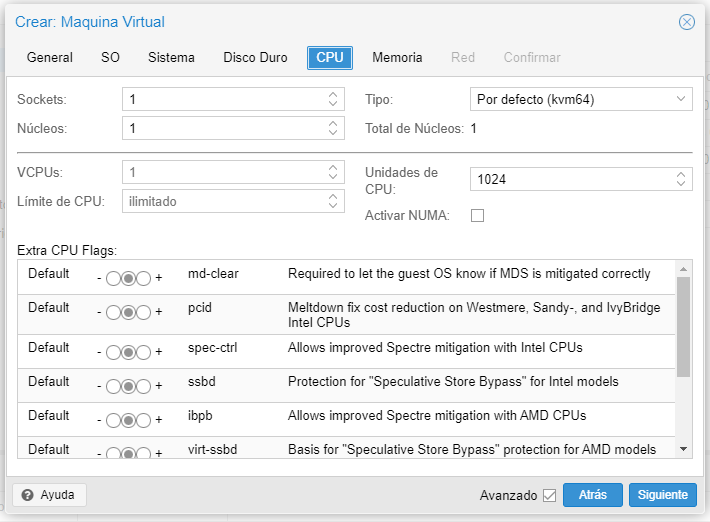 Crear: Maquina Virtual
General SO Sistema Disco Duro CPU Memoria Red Confirmar
Sockets: 1 Tipo: Por defecto (kvm64)
Núcleos: 1 Total de Núcleos: 1
VCPUs: 1 Unidades de CPU: 1024
Límite de CPU: ilimitado
Activar NUMA:
Extra CPU Flags:
Default - + md-clear Required to let the guest OS know if MDS is mitigated correctly
Default - + pcid Meltdown fix cost reduction on Westmere, Sandy-, and IvyBridge
Intel CPUs
Default - + spec-ctrl Allows improved Spectre mitigation with Intel CPUs
Default - + ssbd Protection for "Speculative Store Bypass" for Intel models
Default - + ibpb Allows improved Spectre mitigation with AMD CPUs
Default - + virt-ssbd Basis for "Speculative Store Bypass" protection for AMD models
Ayuda Avanzado Atrás Siguiente